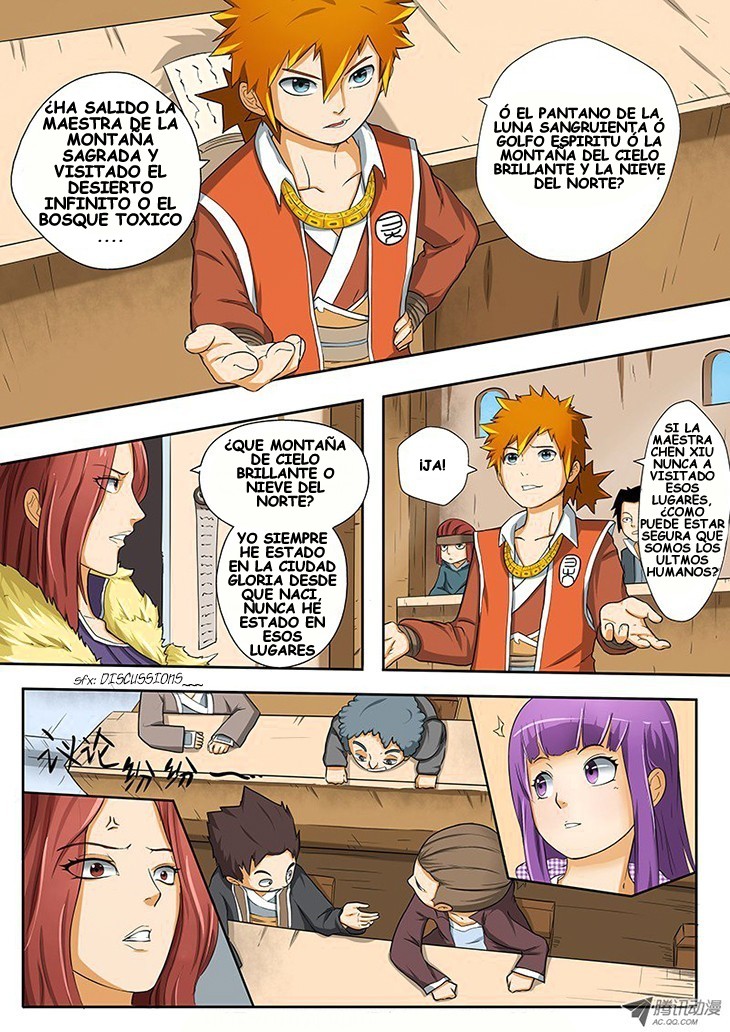 ¿HA SALIDO LA
MAESTRA DE LA
MONTAÑA
SAGRADA Y
VISITADO EL
DESIERTO
INFINITO O EL
BOSQUE TOXICO
....
Ó EL PANTANO DE LA
LUNA SANGRUIENTA Ó
GOLFO ESPIRITU Ó LA
MONTAÑA DEL CIELO
BRILLANTE Y LA NIEVE
DEL NORTE?
¿QUE MONTAÑA
DE CIELO
BRILLANTE O
NIEVE DEL
NORTE?
YO SIEMPRE
HE ESTADO
EN LA CIUDAD
GLORIA DESDE
QUE NACI,
NUNCA HÉ
ESTADO EN
ESOS
LUGARES
¡JA!
SI LA
MAESTRA
CHEN XIU
NUNCA A
VISITADO
ESOS
LUGARES,
¿COMO
PUEDE ESTAR
SEGURA QUE
SOMOS LOS
ULTMOS
HUMANOS?
sfx: DISCUSSIONS~~~
议论
纷纷
腾讯动漫
AC.QQ.COM